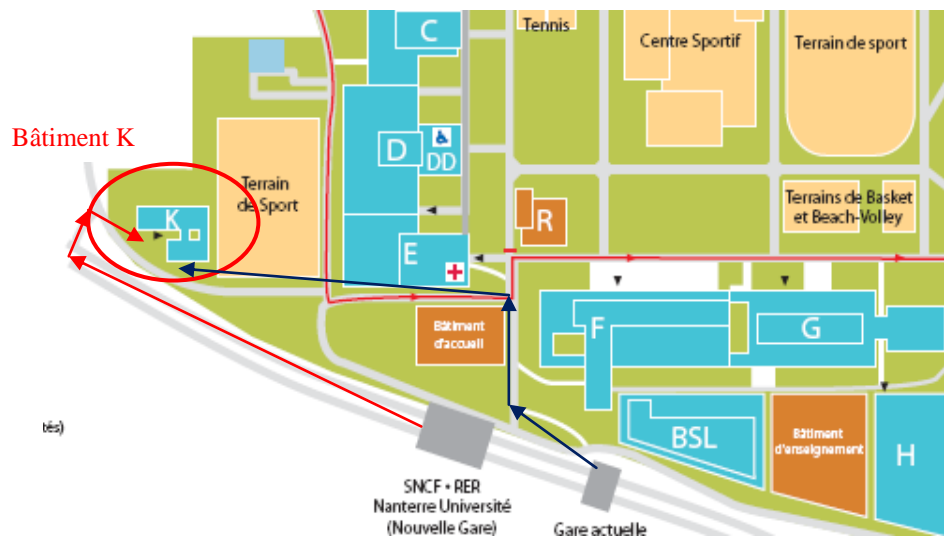 C
Tennis
Centre Sportif
Terrain de sport
Bâtiment K
D
DD
Terrain
de Sport
K
R
Terrains de Basket
et Beach-Volley
E
F
G
Bâtiment
d'accueil
BSL
Bâtiment
d'enseignement
H
tés)
SNCF • RER
Nanterre Université
(Nouvelle Gare)
Gare actuelle